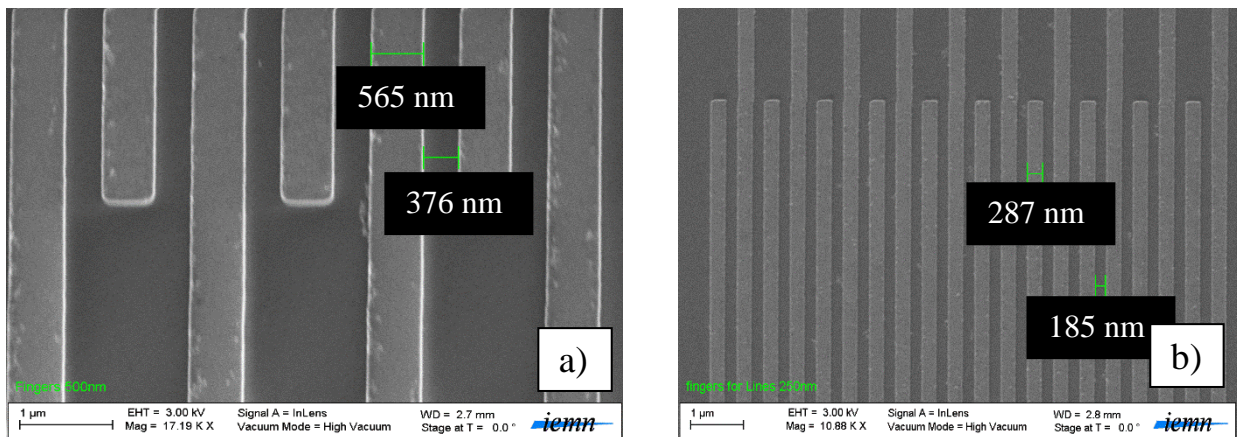 565 nm
376 nm
a)
Fingers 500nm
1 µm
EHT = 3.00 kV
Mag = 17.19 K X
Signal A = InLens
Vacuum Mode = High Vacuum
WD = 2.7 mm
Stage at T = 0.0 °
iemn
287 nm
185 nm
b)
fingers for Lines 250nm
1 µm
EHT = 3.00 kV
Mag = 10.88 K X
Signal A = InLens
Vacuum Mode = High Vacuum
WD = 2.8 mm
Stage at T = 0.0 °
iemn